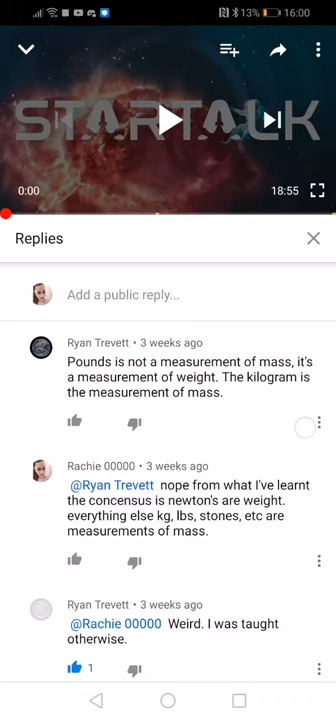 13% 16:00
STARTALK
0:00
18:55
Replies
Add a public reply...
Ryan Trevett • 3 weeks ago
Pounds is not a measurement of mass, it's
a measurement of weight. The kilogram is
the measurement of mass.
Rachie 00000 • 3 weeks ago
@Ryan Trevett nope from what I've learnt
the concensus is newton's are weight.
everything else kg, lbs, stones, etc are
measurements of mass.
Ryan Trevett • 3 weeks ago
@Rachie 00000 Weird. I was taught
otherwise.
1